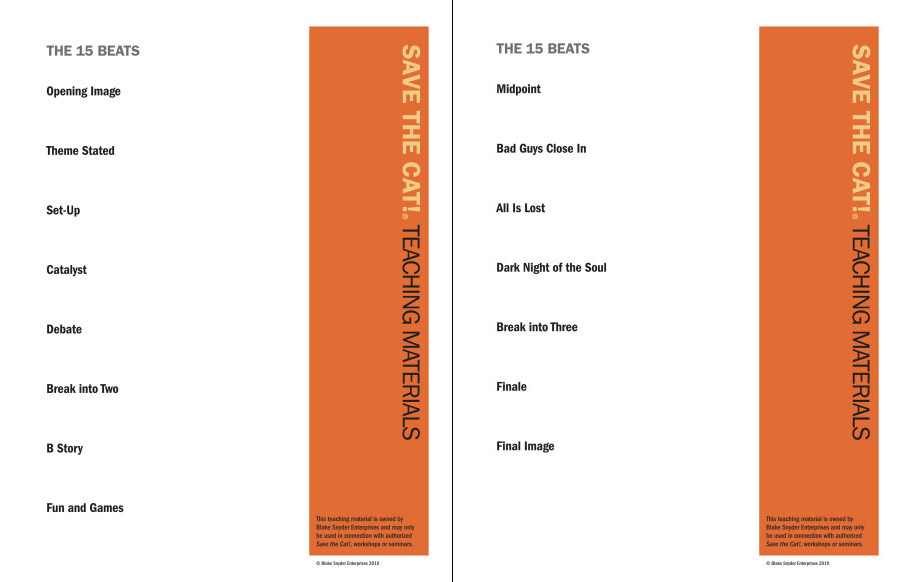 THE 15 BEATS
Opening Image
Theme Stated
Set-Up
Catalyst
Debate
Break into Two
B Story
Fun and Games
SAVE THE CAT!® TEACHING MATERIALS
This teaching material is owned by
Blake Snyder Enterprises and may only
be used in connection with authorized
Save the Cat!, workshops or seminars.
© Blake Snyder Enterprises 2010
THE 15 BEATS
Midpoint
Bad Guys Close In
All Is Lost
Dark Night of the Soul
Break into Three
Finale
Final Image
SAVE THE CAT!® TEACHING MATERIALS
This teaching material is owned by
Blake Snyder Enterprises and may only
be used in connection with authorized
Save the Cat!, workshops or seminars.
© Blake Snyder Enterprises 2010